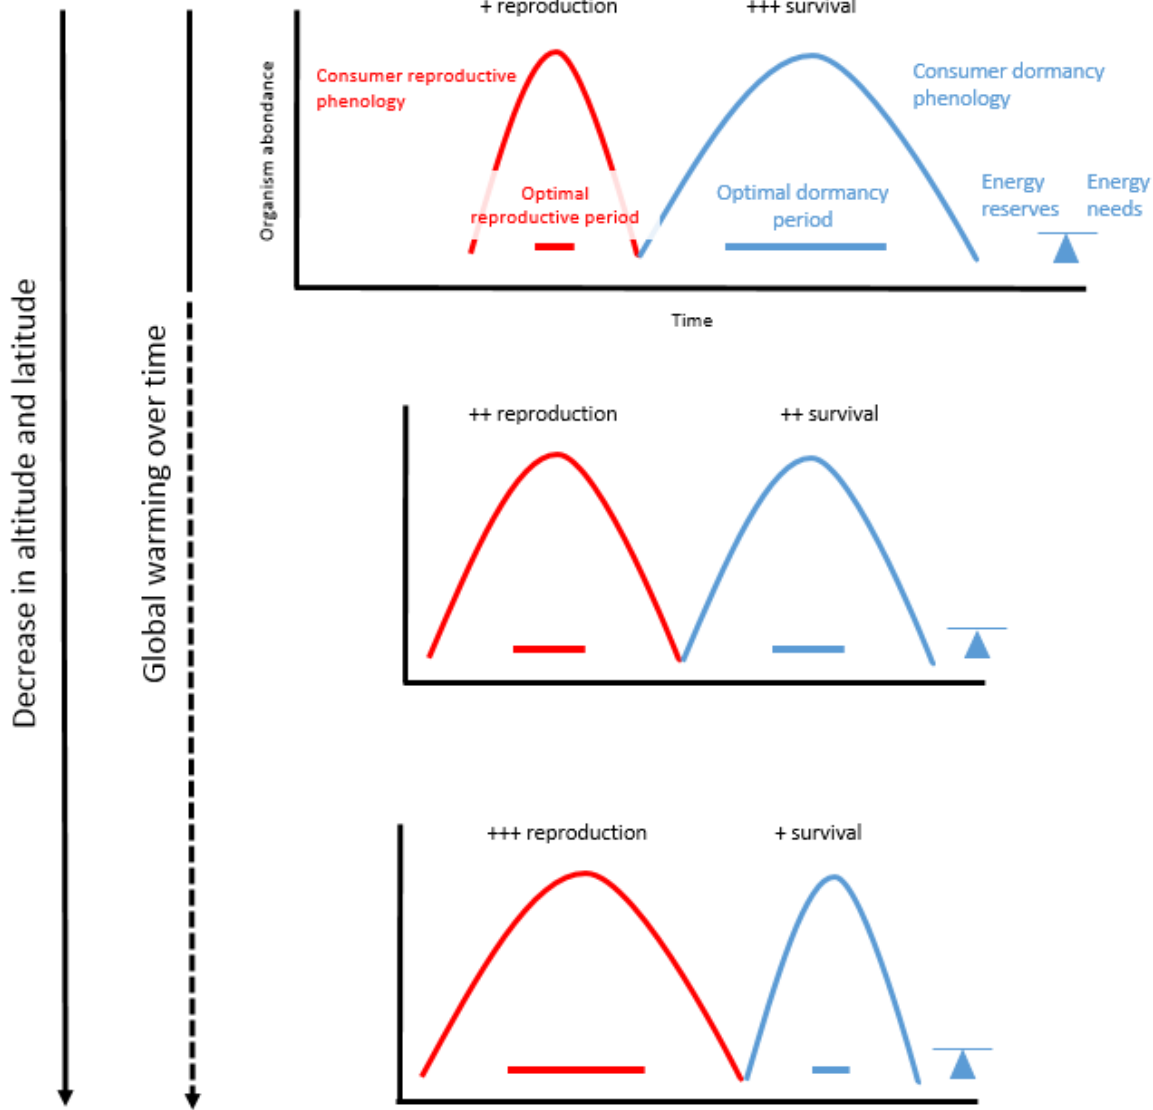 + reproduction
+++ survival
Consumer reproductive
phenology
Consumer dormancy
phenology
Organism abondance
Optimal
reproductive period
Optimal dormancy
period
Energy
reserves
Energy
needs
Time
Decrease in altitude and latitude
Global warming over time
++ reproduction
++ survival
+++ reproduction
+ survival